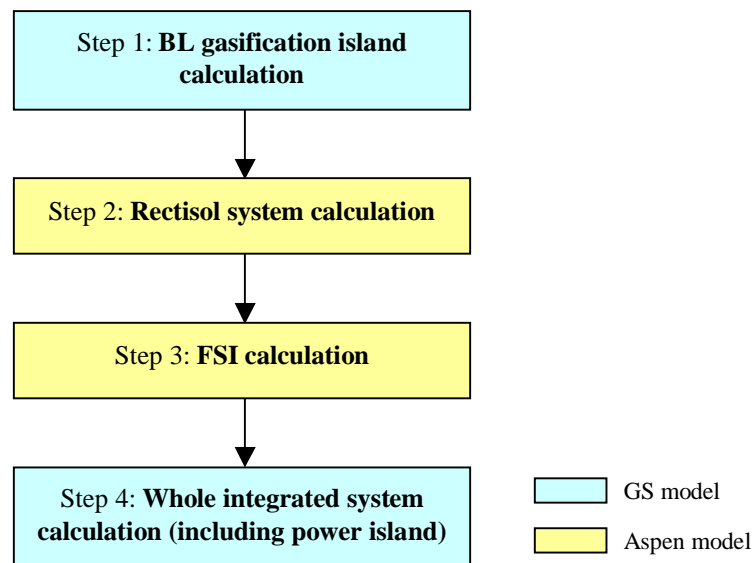 Step 1: BL gasification island
calculation
Step 2: Rectisol system calculation
Step 3: FSI calculation
Step 4: Whole integrated system
calculation (including power island)
GS model
Aspen model